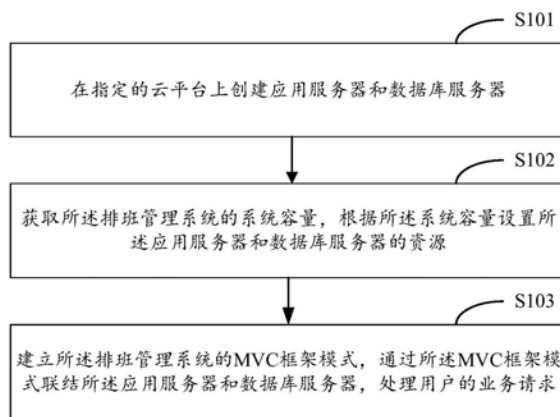 S101
在指定的云平台上创建应用服务器和数据库服务器
S102
获取所述排班管理系统的系统容量，根据所述系统容量设置所
述应用服务器和数据库服务器的资源
S103
建立所述排班管理系统的MVC框架模式，通过所述MVC框架模
式联结所述应用服务器和数据库服务器，处理用户的业务请求